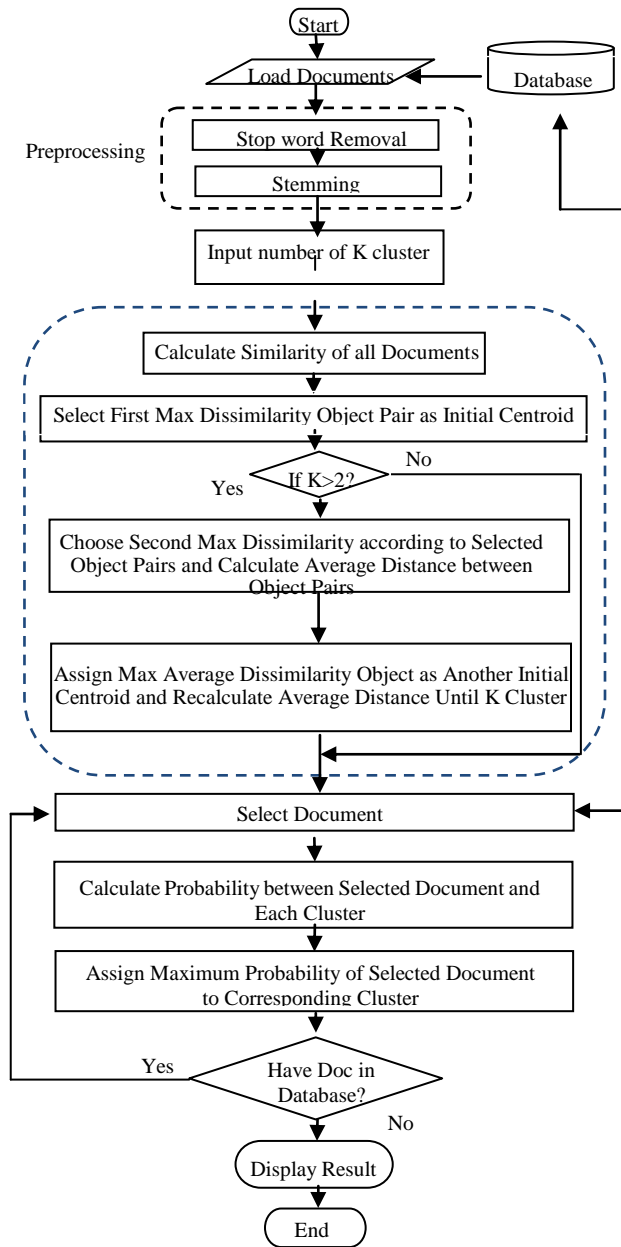 Start
Load Documents
Database
Preprocessing
Stop word Removal
Stemming
Input number of K cluster
Calculate Similarity of all Documents
Select First Max Dissimilarity Object Pair as Initial Centroid
If K>2?
No
Yes
Choose Second Max Dissimilarity according to Selected
Object Pairs and Calculate Average Distance between
Object Pairs
Assign Max Average Dissimilarity Object as Another Initial
Centroid and Recalculate Average Distance Until K Cluster
Select Document
Calculate Probability between Selected Document and
Each Cluster
Assign Maximum Probability of Selected Document
to Corresponding Cluster
Yes
Have Doc in
Database?
No
Display Result
End